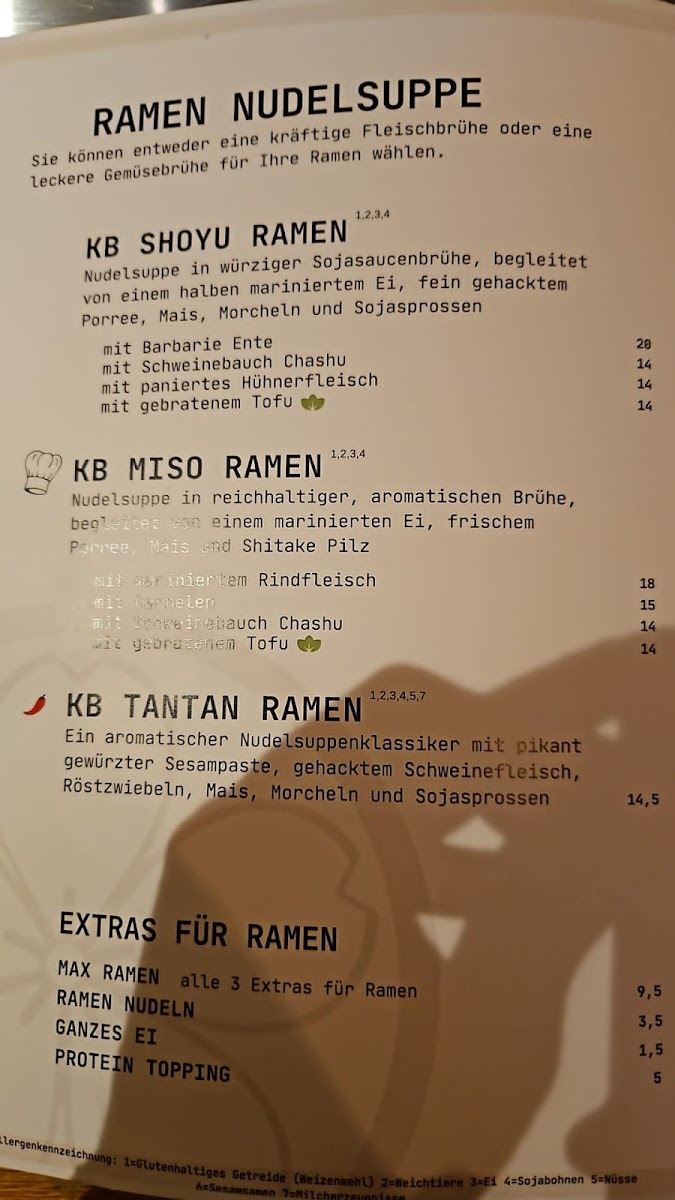 RAMEN NUDELSUPPE
Sie können entweder eine kräftige Fleischbrühe oder eine
leckere Gemüsebrühe für Ihre Ramen wählen.
KB SHOYU RAMEN 1,2,3,4
Nudelsuppe in würziger Sojasaucenbrühe, begleitet
von einem halben mariniertem Ei, fein gehacktem
Porree, Mais, Morcheln und Sojasprossen
mit Barbarie Ente 20
mit Schweinebauch Chashu 14
mit paniertes Hühnerfleisch 14
mit gebratenem Tofu 14
KB MISO RAMEN 1,2,3,4
Nudelsuppe in reichhaltiger, aromatischen Brühe,
begleitet von einem marinierten Ei, frischem
Porree, Mais und Shitake Pilz
mit mariniertem Rindfleisch 18
mit Garnelen 15
mit Schweinebauch Chashu 14
mit gebratenem Tofu 14
KB TANTAN RAMEN 1,2,3,4,5,7
Ein aromatischer Nudelsuppenklassiker mit pikant
gewürzter Sesampaste, gehacktem Schweinefleisch,
Röstzwiebeln, Mais, Morcheln und Sojasprossen 14,5
EXTRAS FÜR RAMEN
MAX RAMEN alle 3 Extras für Ramen 9,5
RAMEN NUDELN 3,5
GANZES EI 1,5
PROTEIN TOPPING 5
llergenkennzeichnung: 1=Glutenhaltiges Getreide (Weizenmehl) 2=Weichtiere 3=Ei 4=Sojabohnen 5=Nüsse
6=Sesamsamen 7=Milcherzeugnisse